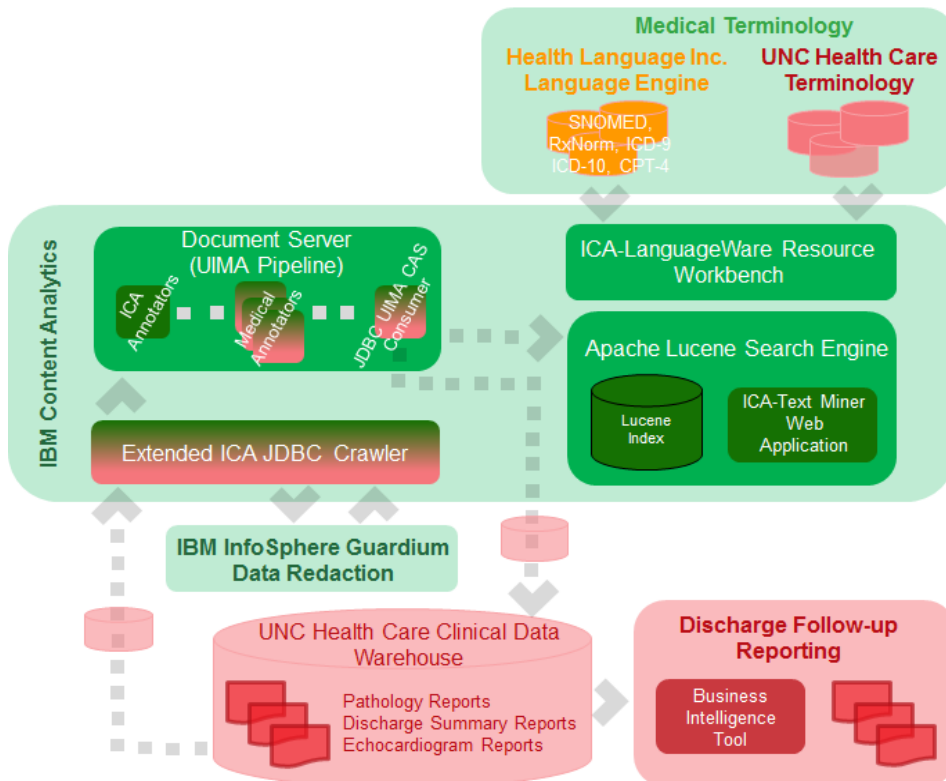 Medical Terminology
Health Language Inc.
Language Engine
UNC Health Care
Terminology
SNOMED,
RxNorm, ICD-9
ICD-10, CPT-4
IBM Content Analytics
Document Server
(UIMA Pipeline)
ICA
Annotators
Medical
Annotators
JDBC UIMA CAS
Consumer
ICA-LanguageWare Resource
Workbench
Apache Lucene Search Engine
Lucene
Index
ICA-Text Miner
Web
Application
Extended ICA JDBC Crawler
IBM InfoSphere Guardium
Data Redaction
UNC Health Care Clinical Data
Warehouse
Pathology Reports
Discharge Summary Reports
Echocardiogram Reports
Discharge Follow-up
Reporting
Business
Intelligence
Tool